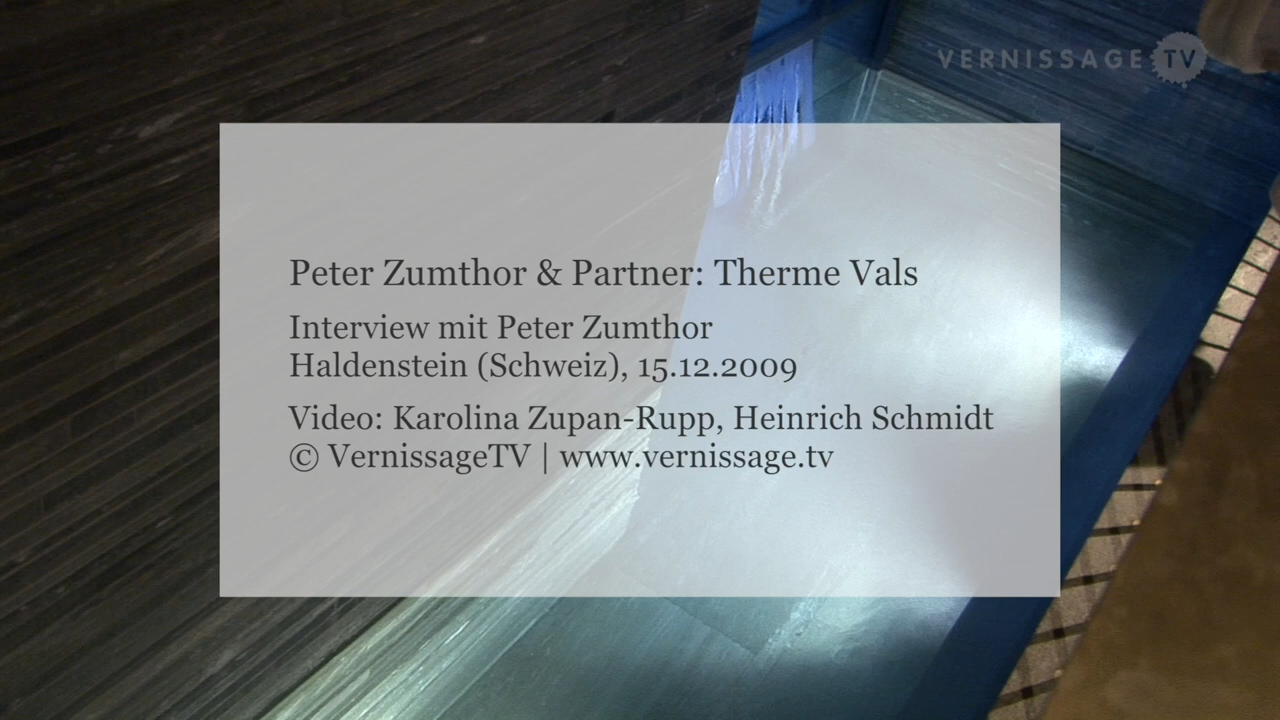 VERNISSAGE TV
Peter Zumthor & Partner: Therme Vals
Interview mit Peter Zumthor
Haldenstein (Schweiz), 15.12.2009
Video: Karolina Zupan-Rupp, Heinrich Schmidt
© VernissageTV | www.vernissage.tv